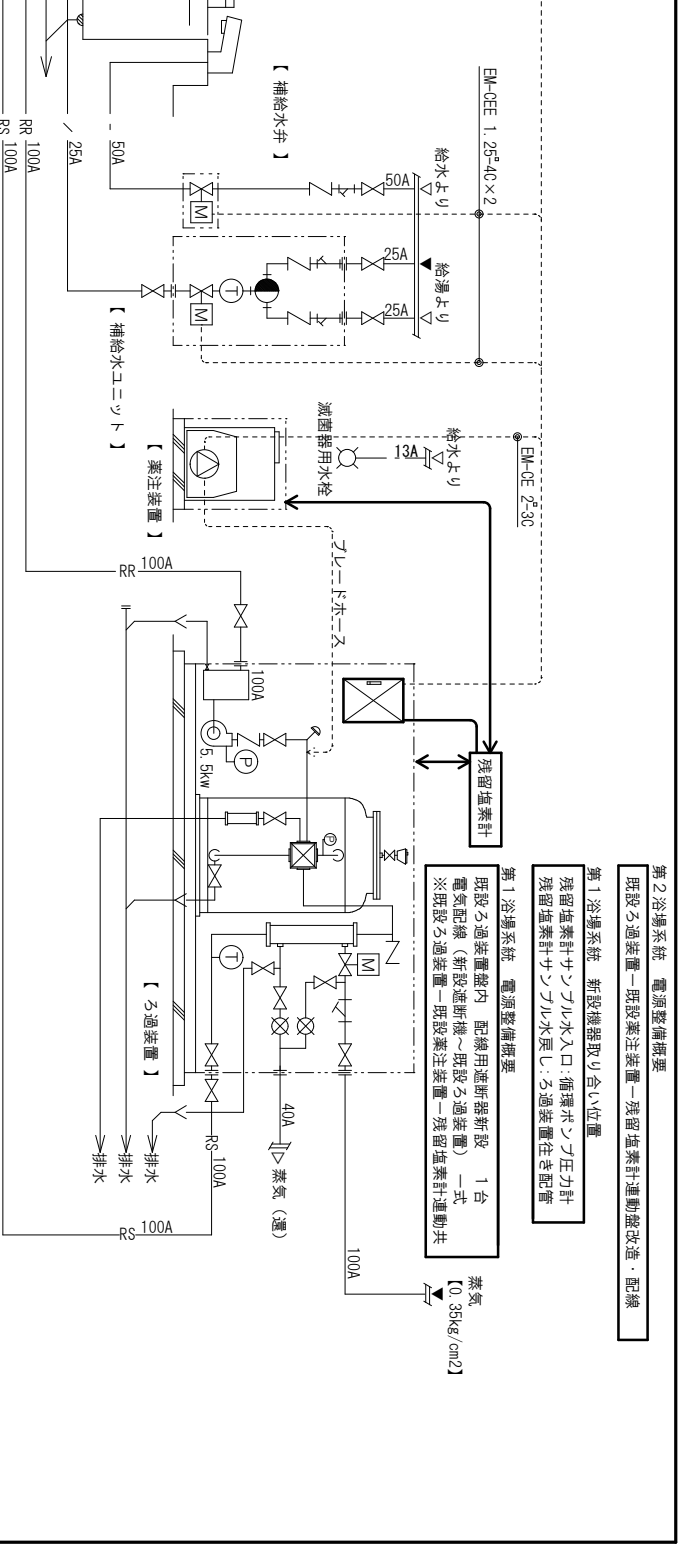 第2浴場系統　電源整備概要
既設ろ過装置－既設薬注装置－残留塩素計連動盤改造・配線
第1浴場系統　新設機器取り合い位置
残留塩素計サンプル水入口:循環ポンプ圧力計
残留塩素計サンプル水戻し:ろ過装置往き配管
第1浴場系統　電源整備概要
既設ろ過装置盤内　配線用遮断器新設　1台
電気配線（新設遮断機～既設ろ過装置）　一式
※既設ろ過装置－既設薬注装置－残留塩素計連動共
残留塩素計
EM-CEE 1.25□-4C×2
EM-CE 2□-3C
給水より
給湯より
給水より
50A
25A
25A
13A
【 補給水弁 】
M
T
M
【 補給水ユニット 】
滅菌器用水栓
【 薬注装置 】
ブレードホース
50A
25A
RR 100A
RS 100A
RR 100A
100A
5.5kw
P
P
M
T
【 ろ過装置 】
蒸気
【0.35kg/cm2】
100A
40A
蒸気（還）
RS 100A
RS 100A
排水
排水
排水